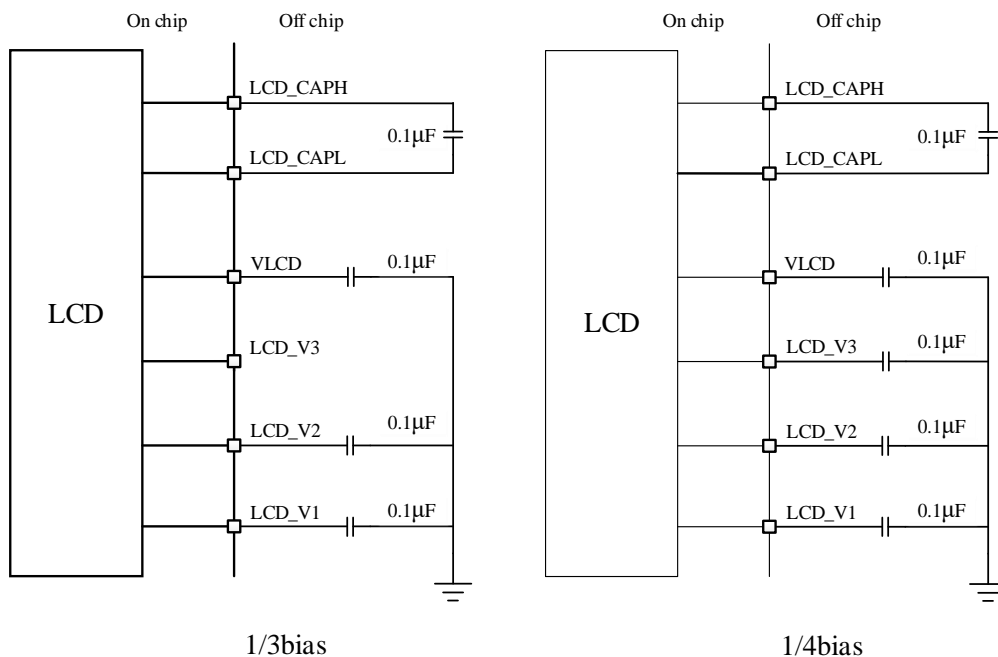 On chip Off chip
LCD_CAPH
0.1μF
LCD_CAPL
VLCD
0.1μF
LCD
LCD_V3
LCD_V2
0.1μF
LCD_V1
0.1μF
1/3bias
On chip Off chip
LCD_CAPH
0.1μF
LCD_CAPL
VLCD
0.1μF
LCD
LCD_V3
0.1μF
LCD_V2
0.1μF
LCD_V1
0.1μF
1/4bias